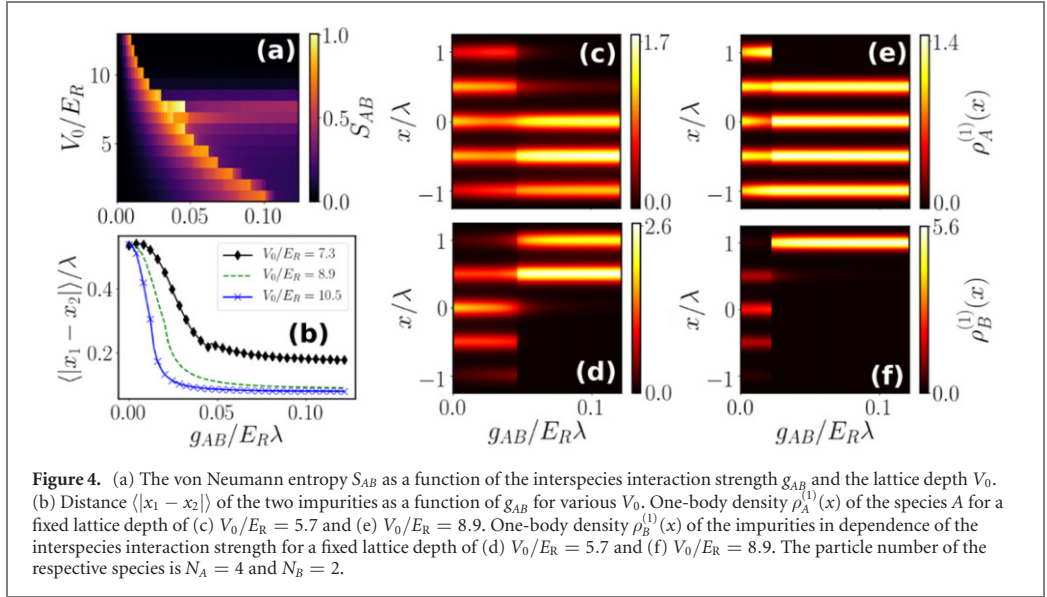 (a)
1.0
0.5
0.0
S_AB
V_0/E_R
10
5
0.00 0.05 0.10
(b)
⟨|x_1 − x_2|⟩/λ
0.4
0.2
V_0/E_R = 7.3
V_0/E_R = 8.9
V_0/E_R = 10.5
0.00 0.05 0.10
g_AB/E_Rλ
(c)
x/λ
1
0
−1
1.7
0.0
(d)
x/λ
1
0
−1
2.6
0.0
0.0 0.1
g_AB/E_Rλ
(e)
x/λ
1
0
−1
1.4
0.0
ρ_A^(1)(x)
(f)
x/λ
1
0
−1
5.6
0.0
ρ_B^(1)(x)
0.0 0.1
g_AB/E_Rλ
Figure 4. (a) The von Neumann entropy S_AB as a function of the interspecies interaction strength g_AB and the lattice depth V_0.
(b) Distance ⟨|x_1 − x_2|⟩ of the two impurities as a function of g_AB for various V_0. One-body density ρ_A^(1)(x) of the species A for a
fixed lattice depth of (c) V_0/E_R = 5.7 and (e) V_0/E_R = 8.9. One-body density ρ_B^(1)(x) of the impurities in dependence of the
interspecies interaction strength for a fixed lattice depth of (d) V_0/E_R = 5.7 and (f) V_0/E_R = 8.9. The particle number of the
respective species is N_A = 4 and N_B = 2.